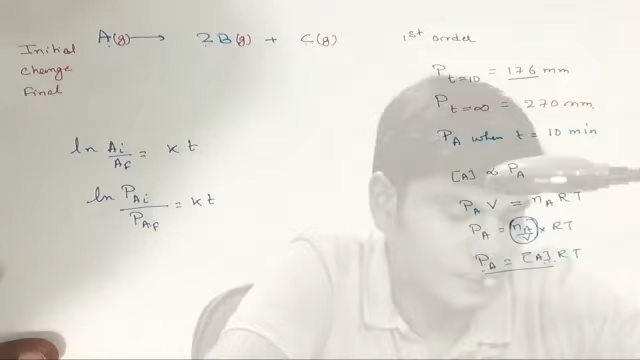 A(g) ⟶ 2B(g) + C(g)
Initial
Change
Final
ln Ai/Af = kt
ln PAi/PAf = kt
1st order
Pt=10 = 176 mm
Pt=∞ = 270 mm
PA when t = 10 min
[A] ∝ PA
PA V = nA RT
PA = nA/V × RT
PA = [A] RT